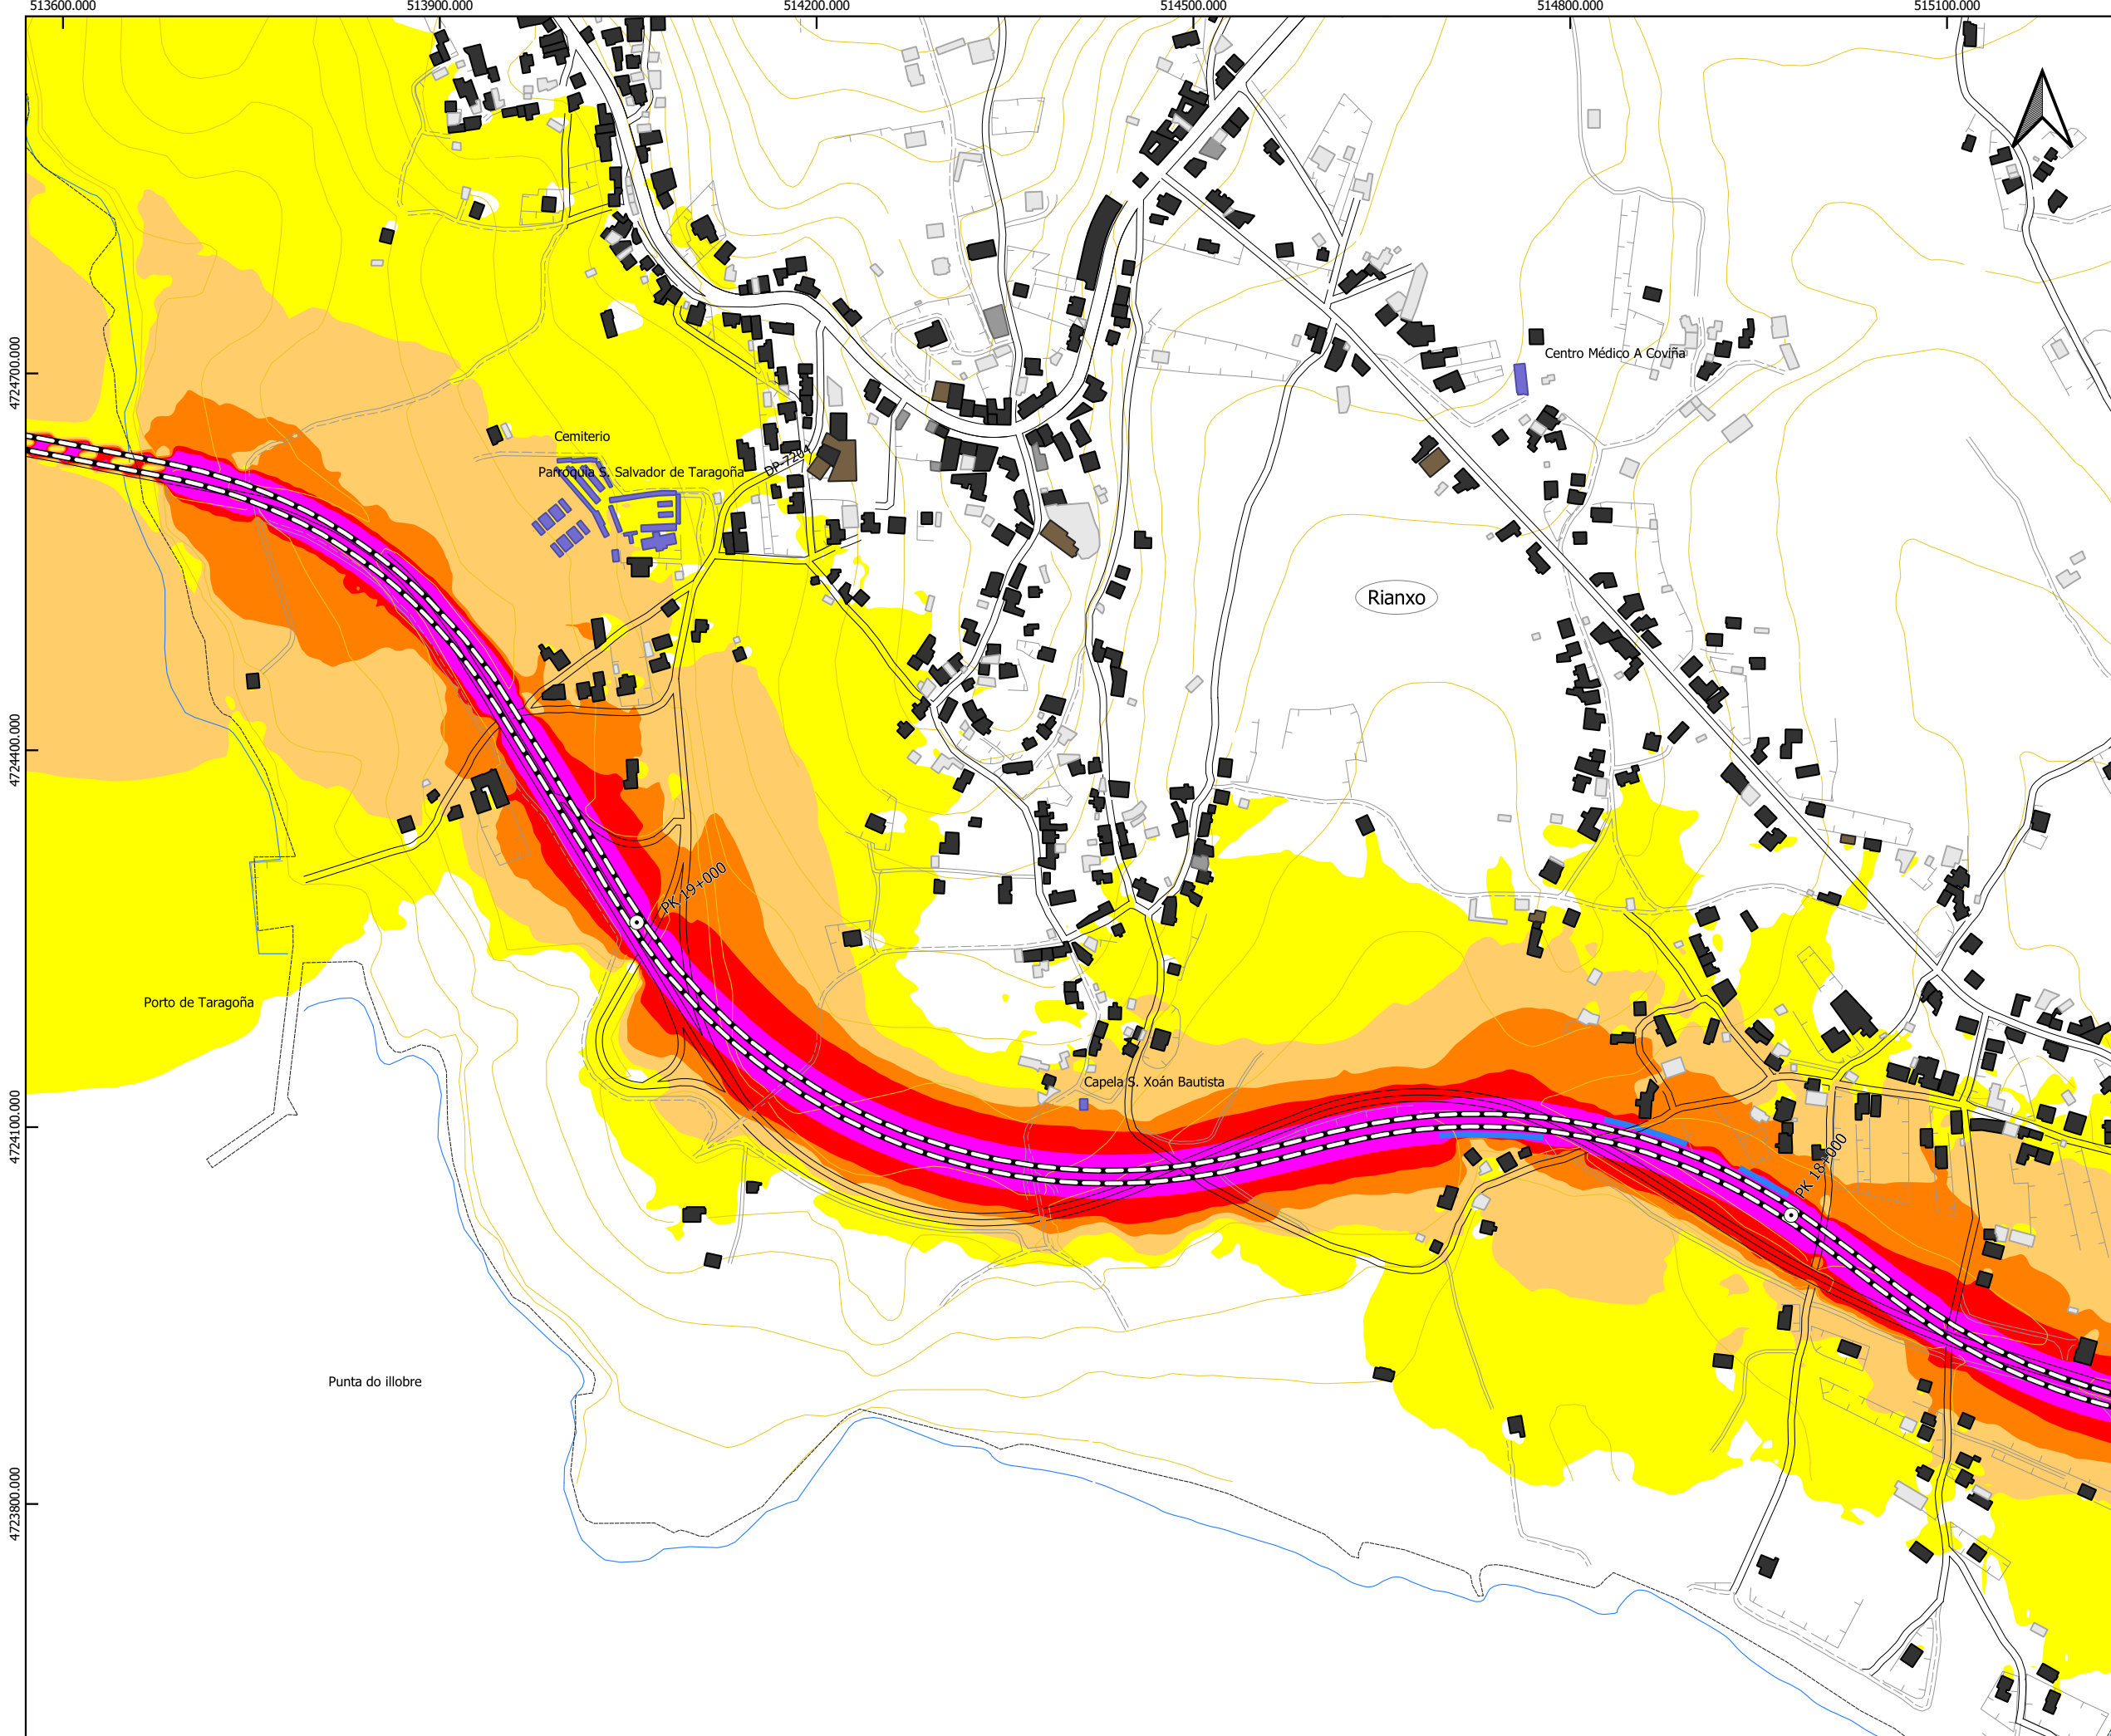 513600.000
513900.000
514200.000
514500.000
514800.000
515100.000
4724700.000
4724400.000
4724100.000
4723800.000
Centro Médico A Coviña
Cemiterio
Parroquia S. Salvador de Taragoña
DP-7204
Rianxo
PK 19+000
Porto de Taragoña
Capela S. Xoán Bautista
PK 18+000
Punta do illobre